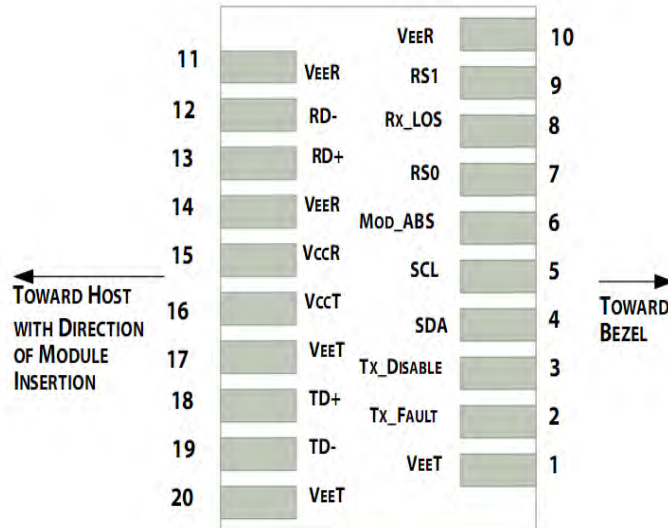 VEER 10
11 VEER
RS1 9
12 RD-
RX_LOS 8
13 RD+
RS0 7
14 VEER
MOD_ABS 6
15 VCCR
SCL 5
16 VCCT
SDA 4
17 VEET
TX_DISABLE 3
18 TD+
TX_FAULT 2
19 TD-
VEET 1
20 VEET
TOWARD HOST
WITH DIRECTION
OF MODULE
INSERTION
TOWARD
BEZEL